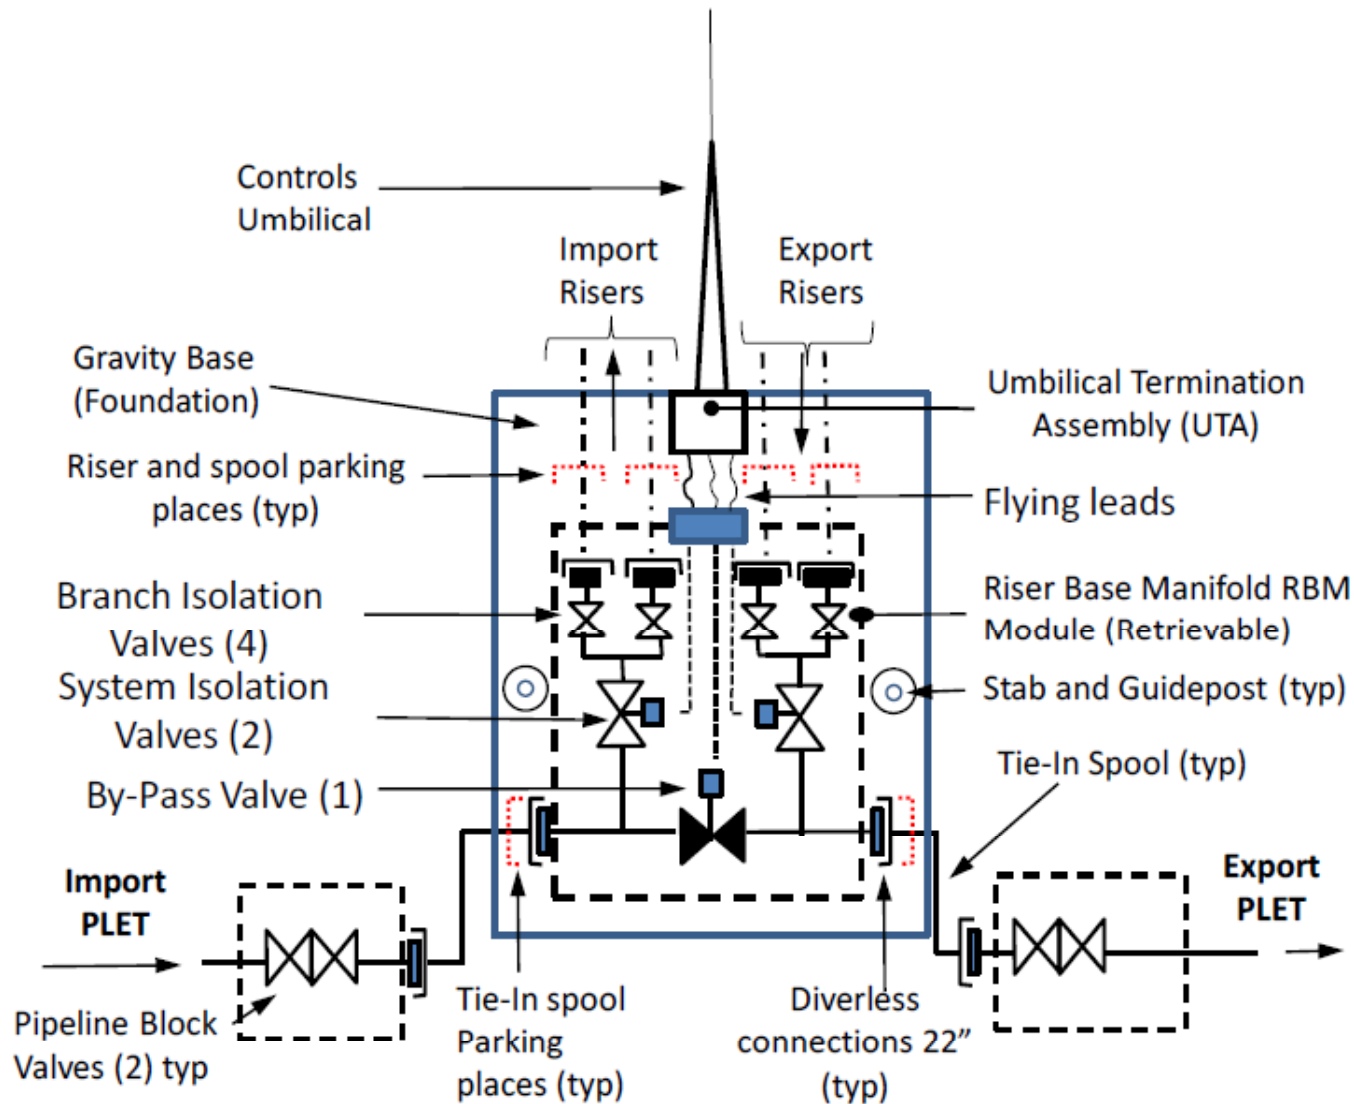 Controls
Umbilical
Import
Risers
Export
Risers
Gravity Base
(Foundation)
Umbilical Termination
Assembly (UTA)
Riser and spool parking
places (typ)
Flying leads
Branch Isolation
Valves (4)
Riser Base Manifold RBM
Module (Retrievable)
System Isolation
Valves (2)
Stab and Guidepost (typ)
By-Pass Valve (1)
Tie-In Spool (typ)
Import
PLET
Export
PLET
Pipeline Block
Valves (2) typ
Tie-In spool
Parking
places (typ)
Diverless
connections 22”
(typ)